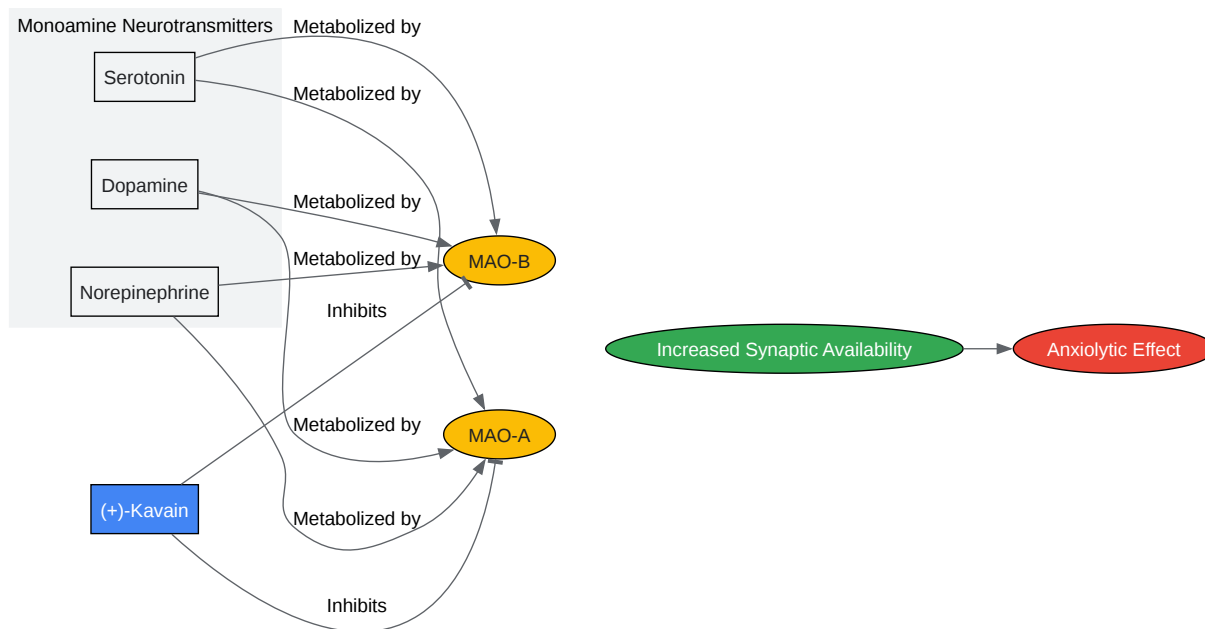 Monoamine Neurotransmitters
Metabolized by
Serotonin
Metabolized by
Dopamine
Metabolized by
Metabolized by
MAO-B
Norepinephrine
Inhibits
Increased Synaptic Availability
Anxiolytic Effect
Metabolized by
MAO-A
(+)-Kavain
Metabolized by
Inhibits